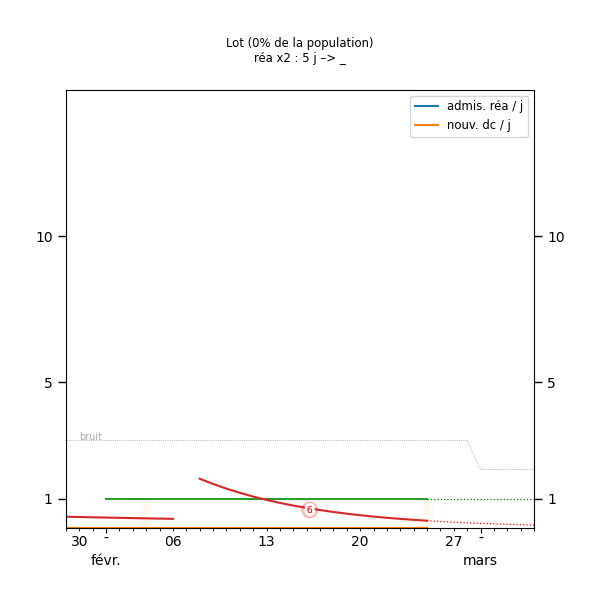 Lot (0% de la population)
réa x2 : 5 j –> _
admis. réa / j
nouv. dc / j
10 10
5 5
bruit
1 1
6
30 - 06 13 20 27 -
févr. mars